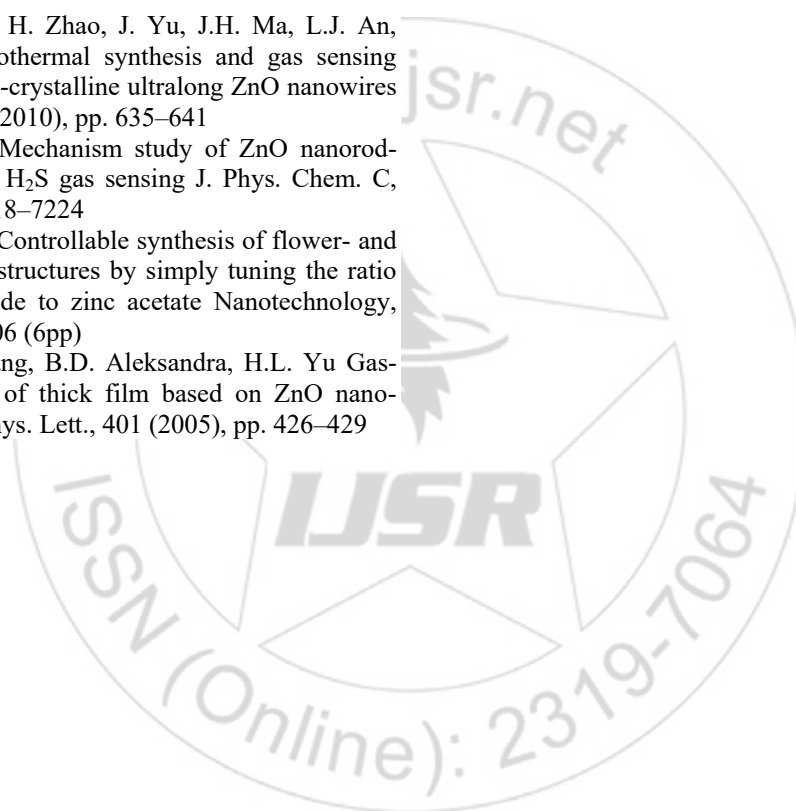 H. Zhao, J. Yu, J.H. Ma, L.J. An,
othermal synthesis and gas sensing
-crystalline ultralong ZnO nanowires
2010), pp. 635–641
Mechanism study of ZnO nanorod-
H₂S gas sensing J. Phys. Chem. C,
18–7224
Controllable synthesis of flower- and
structures by simply tuning the ratio
de to zinc acetate Nanotechnology,
06 (6pp)
ang, B.D. Aleksandra, H.L. Yu Gas-
of thick film based on ZnO nano-
ys. Lett., 401 (2005), pp. 426–429
jsr.net
IJSR
ISSN (Online): 2319-7064